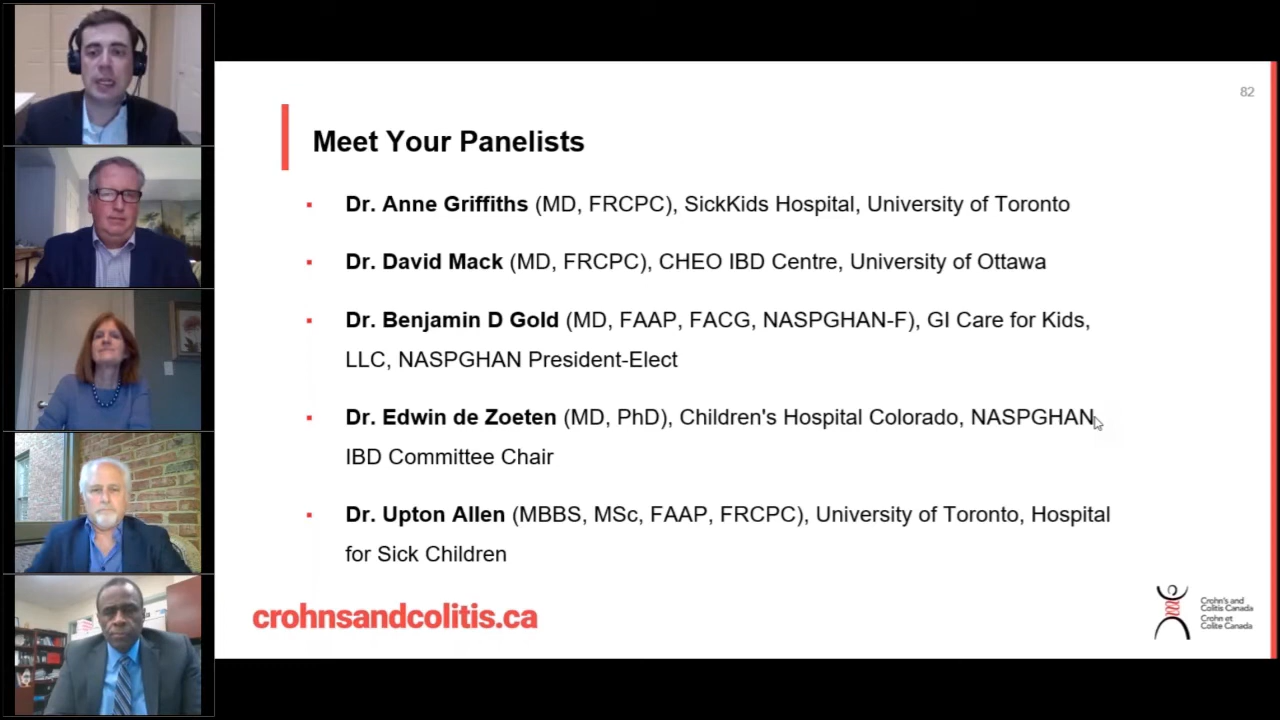 82
Meet Your Panelists
▪ Dr. Anne Griffiths (MD, FRCPC), SickKids Hospital, University of Toronto
▪ Dr. David Mack (MD, FRCPC), CHEO IBD Centre, University of Ottawa
▪ Dr. Benjamin D Gold (MD, FAAP, FACG, NASPGHAN-F), GI Care for Kids,
LLC, NASPGHAN President-Elect
▪ Dr. Edwin de Zoeten (MD, PhD), Children's Hospital Colorado, NASPGHAN
IBD Committee Chair
▪ Dr. Upton Allen (MBBS, MSc, FAAP, FRCPC), University of Toronto, Hospital
for Sick Children
crohnsandcolitis.ca
Crohn's and
Colitis Canada
Crohn et
Colite Canada